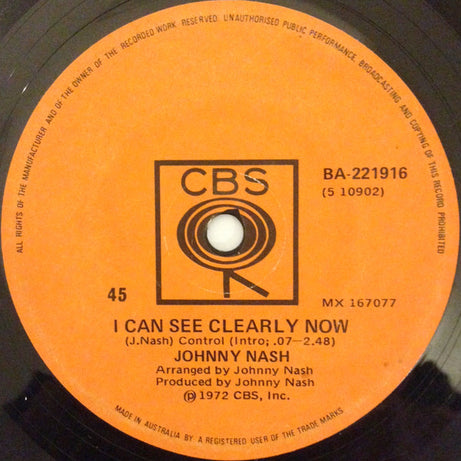 ALL RIGHTS OF THE MANUFACTURER AND OF THE OWNER OF THE RECORDED WORK RESERVED. UNAUTHORISED PUBLIC PERFORMANCE, BROADCASTING AND COPYING OF THIS RECORD PROHIBITED
CBS
BA-221916
(5 10902)
45
MX 167077
I CAN SEE CLEARLY NOW
(J.Nash) Control (Intro; .07-2.48)
JOHNNY NASH
Arranged by Johnny Nash
Produced by Johnny Nash
℗ 1972 CBS, Inc.
MADE IN AUSTRALIA BY A REGISTERED USER OF THE TRADE MARKS